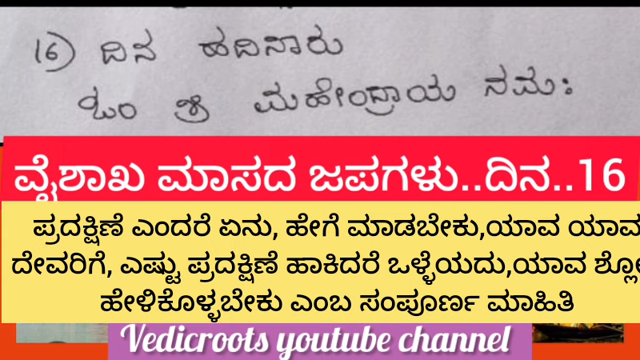 16) ದಿನ ಹದಿನಾರು
ಓಂ ಶ್ರೀ ಮಹೇಂದ್ರಾಯ ನಮಃ
ವೈಶಾಖ ಮಾಸದ ಜಪಗಳು..ದಿನ..16
ಪ್ರದಕ್ಷಿಣೆ ಎಂದರೆ ಏನು, ಹೇಗೆ ಮಾಡಬೇಕು,ಯಾವ ಯಾವ
ದೇವರಿಗೆ, ಎಷ್ಟು ಪ್ರದಕ್ಷಿಣೆ ಹಾಕಿದರೆ ಒಳ್ಳೆಯದು,ಯಾವ
ಹೇಳಿಕೊಳ್ಳಬೇಕು ಎಂಬ ಸಂಪೂರ್ಣ ಮಾಹಿತಿ
Vedicroots youtube channel